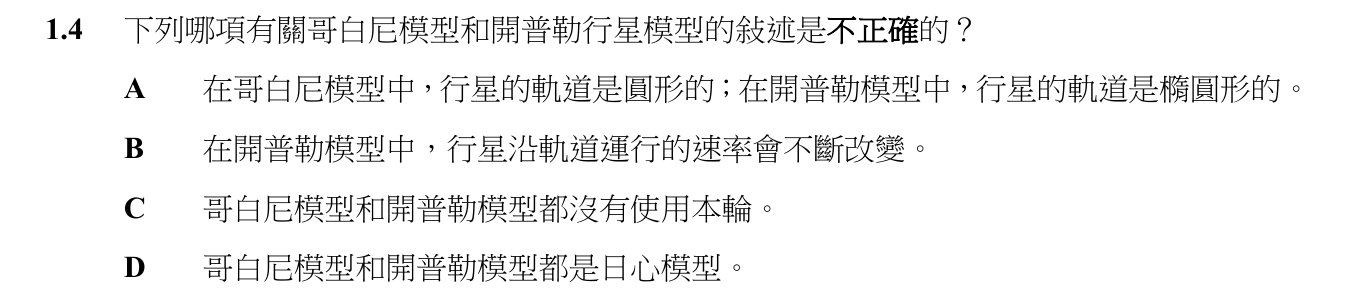 1.4 下列哪項有關哥白尼模型和開普勒行星模型的敍述是不正確的？
A 在哥白尼模型中，行星的軌道是圓形的；在開普勒模型中，行星的軌道是橢圓形的。
B 在開普勒模型中，行星沿軌道運行的速率會不斷改變。
C 哥白尼模型和開普勒模型都沒有使用本輪。
D 哥白尼模型和開普勒模型都是日心模型。